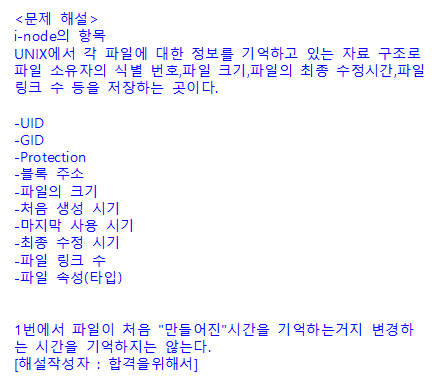 <문제 해설>
i-node의 항목
UNIX에서 각 파일에 대한 정보를 기억하고 있는 자료 구조로
파일 소유자의 식별 번호,파일 크기,파일의 최종 수정시간,파일
링크 수 등을 저장하는 곳이다.

-UID
-GID
-Protection
-블록 주소
-파일의 크기
-처음 생성 시기
-마지막 사용 시기
-최종 수정 시기
-파일 링크 수
-파일 속성(타입)

1번에서 파일이 처음 "만들어진"시간을 기억하는거지 변경하
는 시간을 기억하지는 않는다.
[해설작성자 : 합격을위해서]